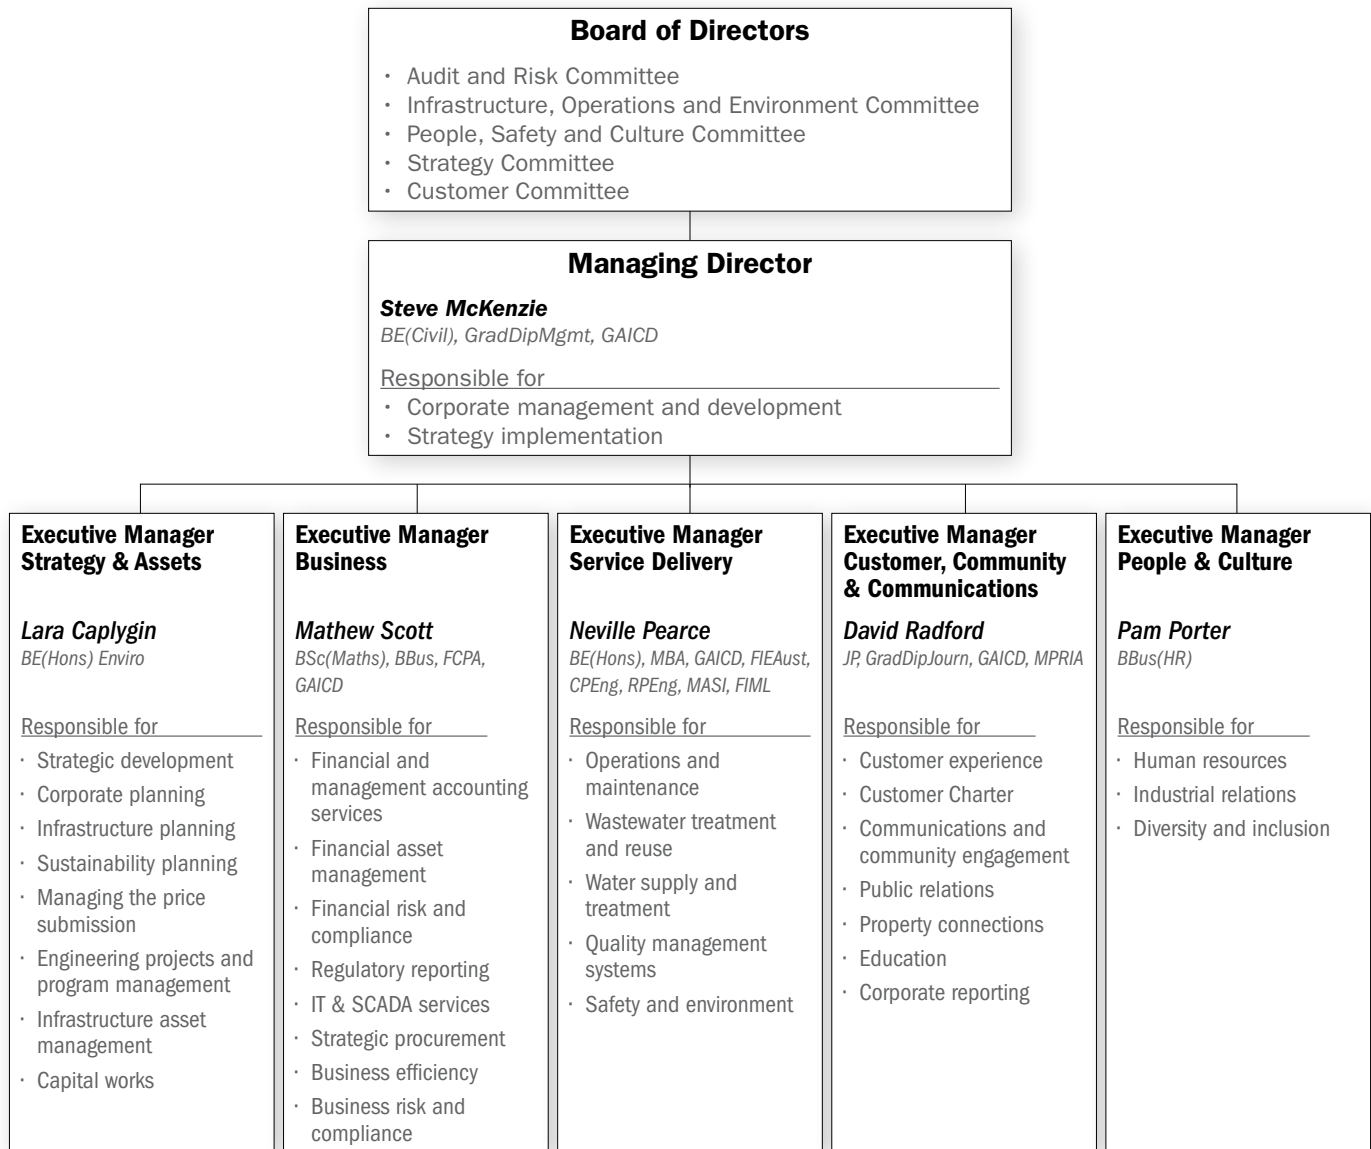 Board of Directors
· Audit and Risk Committee
· Infrastructure, Operations and Environment Committee
· People, Safety and Culture Committee
· Strategy Committee
· Customer Committee
Managing Director
Steve McKenzie
BE(Civil), GradDipMgmt, GAICD
Responsible for
· Corporate management and development
· Strategy implementation
Executive Manager
Strategy & Assets
Lara Caplygin
BE(Hons) Enviro
Responsible for
· Strategic development
· Corporate planning
· Infrastructure planning
· Sustainability planning
· Managing the price
submission
· Engineering projects and
program management
· Infrastructure asset
management
· Capital works
Executive Manager
Business
Mathew Scott
BSc(Maths), BBus, FCPA,
GAICD
Responsible for
· Financial and
management accounting
services
· Financial asset
management
· Financial risk and
compliance
· Regulatory reporting
· IT & SCADA services
· Strategic procurement
· Business efficiency
· Business risk and
compliance
Executive Manager
Service Delivery
Neville Pearce
BE(Hons), MBA, GAICD, FIEAust,
CPEng, RPEng, MASI, FIML
Responsible for
· Operations and
maintenance
· Wastewater treatment
and reuse
· Water supply and
treatment
· Quality management
systems
· Safety and environment
Executive Manager
Customer, Community
& Communications
David Radford
JP, GradDipJourn, GAICD, MPRIA
Responsible for
· Customer experience
· Customer Charter
· Communications and
community engagement
· Public relations
· Property connections
· Education
· Corporate reporting
Executive Manager
People & Culture
Pam Porter
BBus(HR)
Responsible for
· Human resources
· Industrial relations
· Diversity and inclusion